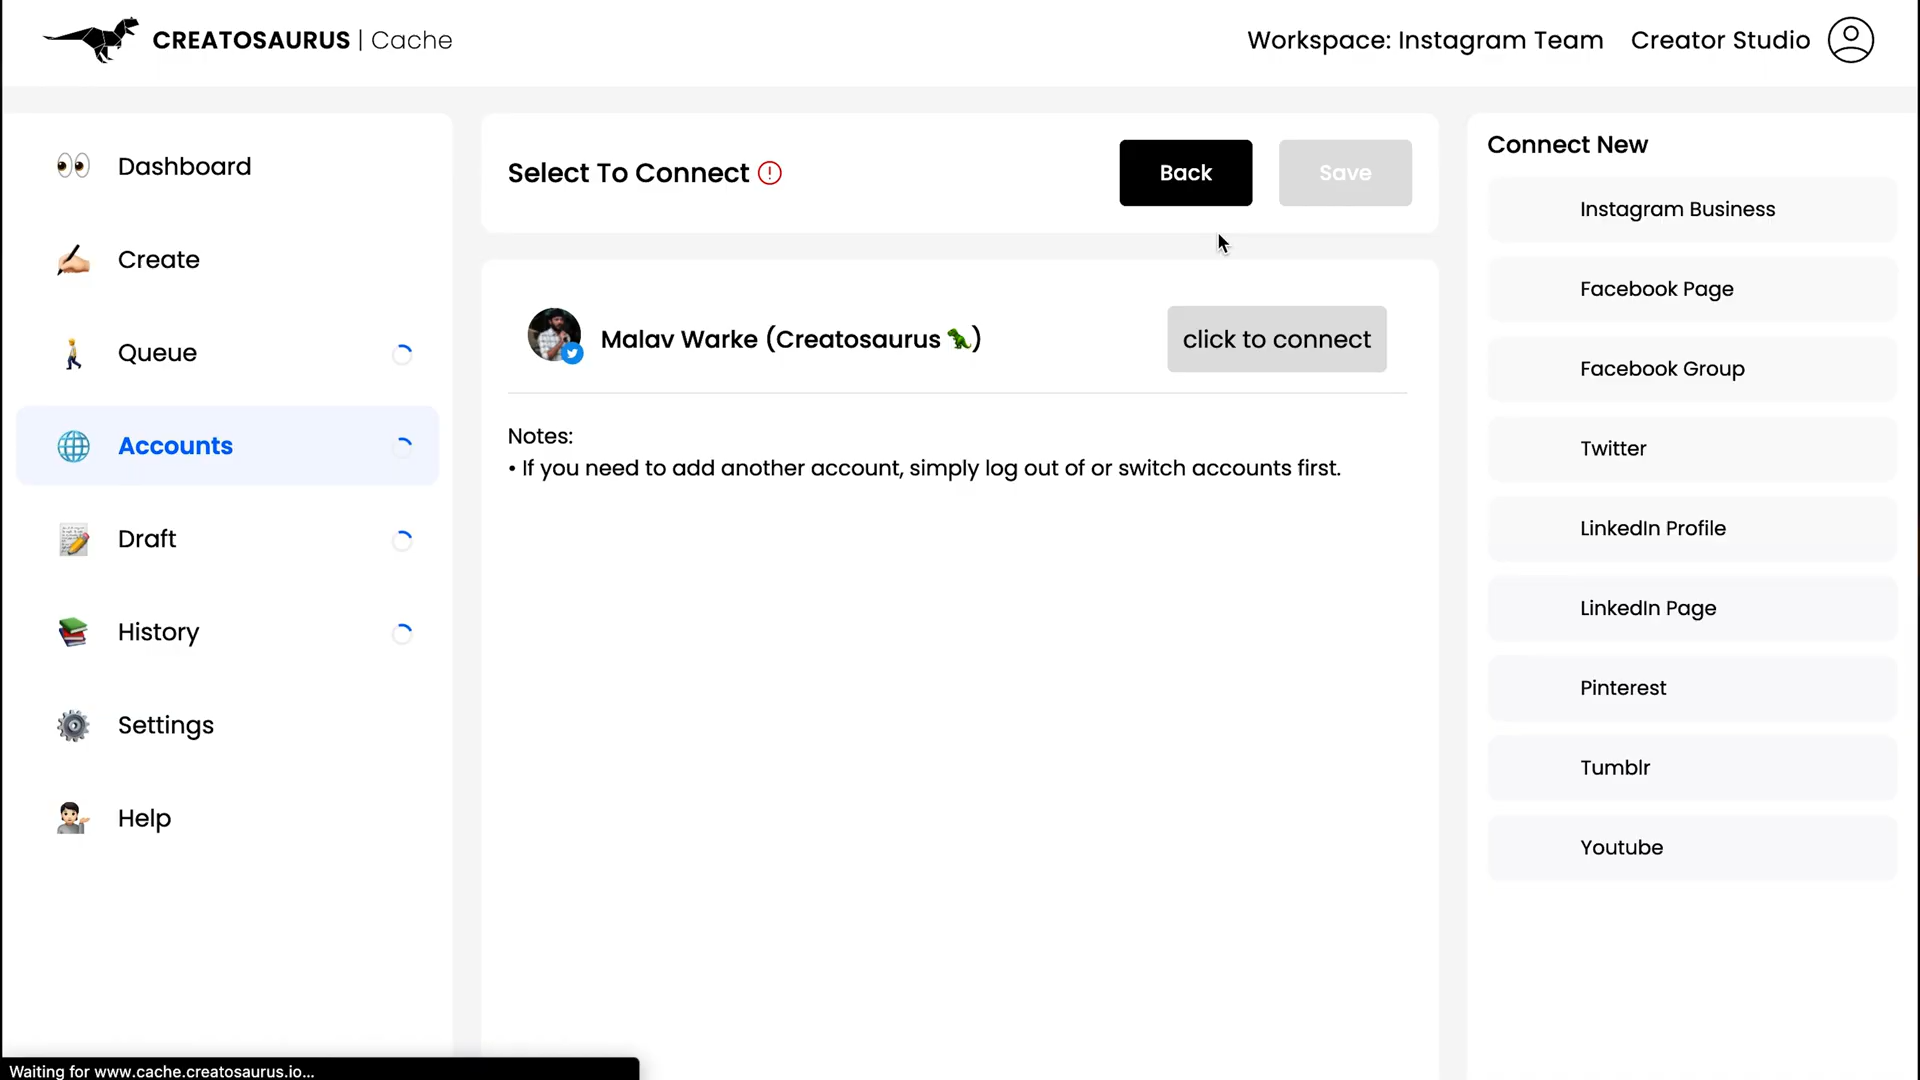 CREATOSAURUS | Cache
Workspace: Instagram Team
Creator Studio
Dashboard
Create
Queue
Accounts
Draft
History
Settings
Help
Select To Connect
Back
Save
Malav Warke (Creatosaurus 🦖)
click to connect
Notes:
• If you need to add another account, simply log out of or switch accounts first.
Connect New
Instagram Business
Facebook Page
Facebook Group
Twitter
LinkedIn Profile
LinkedIn Page
Pinterest
Tumblr
Youtube
Waiting for www.cache.creatosaurus.io...